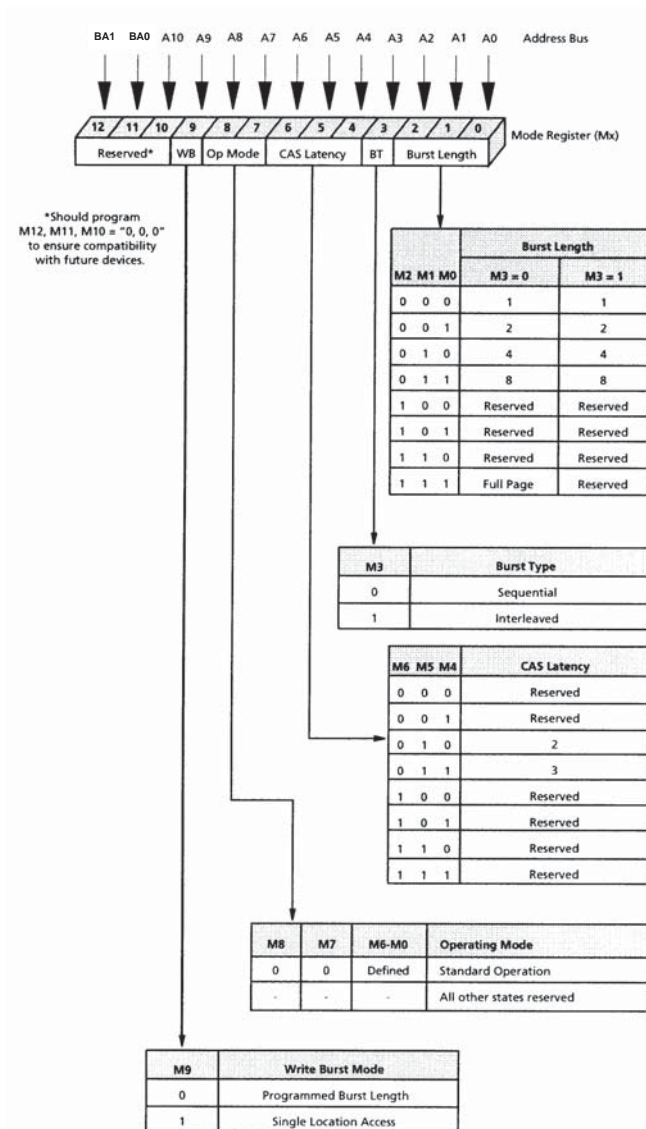 BA1 BA0 A10 A9 A8 A7 A6 A5 A4 A3 A2 A1 A0 Address Bus
12 11 10 9 8 7 6 5 4 3 2 1 0 Mode Register (Mx)
Reserved* WB Op Mode CAS Latency BT Burst Length
*Should program
M12, M11, M10 = "0, 0, 0"
to ensure compatibility
with future devices.
Burst Length
M2 M1 M0 M3 = 0 M3 = 1
0 0 0 1 1
0 0 1 2 2
0 1 0 4 4
0 1 1 8 8
1 0 0 Reserved Reserved
1 0 1 Reserved Reserved
1 1 0 Reserved Reserved
1 1 1 Full Page Reserved
M3 Burst Type
0 Sequential
1 Interleaved
M6 M5 M4 CAS Latency
0 0 0 Reserved
0 0 1 Reserved
0 1 0 2
0 1 1 3
1 0 0 Reserved
1 0 1 Reserved
1 1 0 Reserved
1 1 1 Reserved
M8 M7 M6-M0 Operating Mode
0 0 Defined Standard Operation
- - - All other states reserved
M9 Write Burst Mode
0 Programmed Burst Length
1 Single Location Access